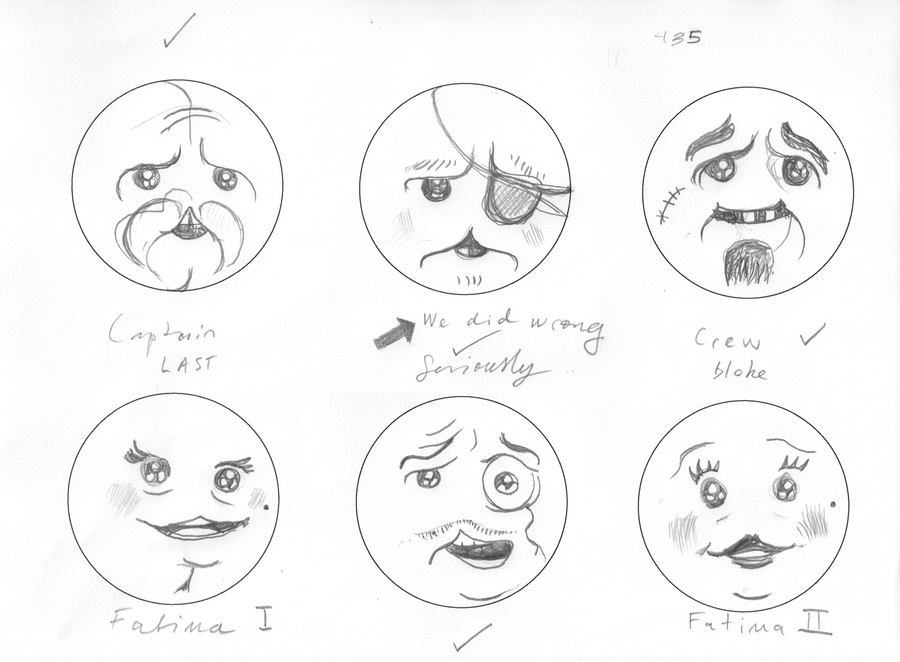 435
Captain
LAST
We did wrong
Seriously
Crew
bloke
Fatima I
Fatima II